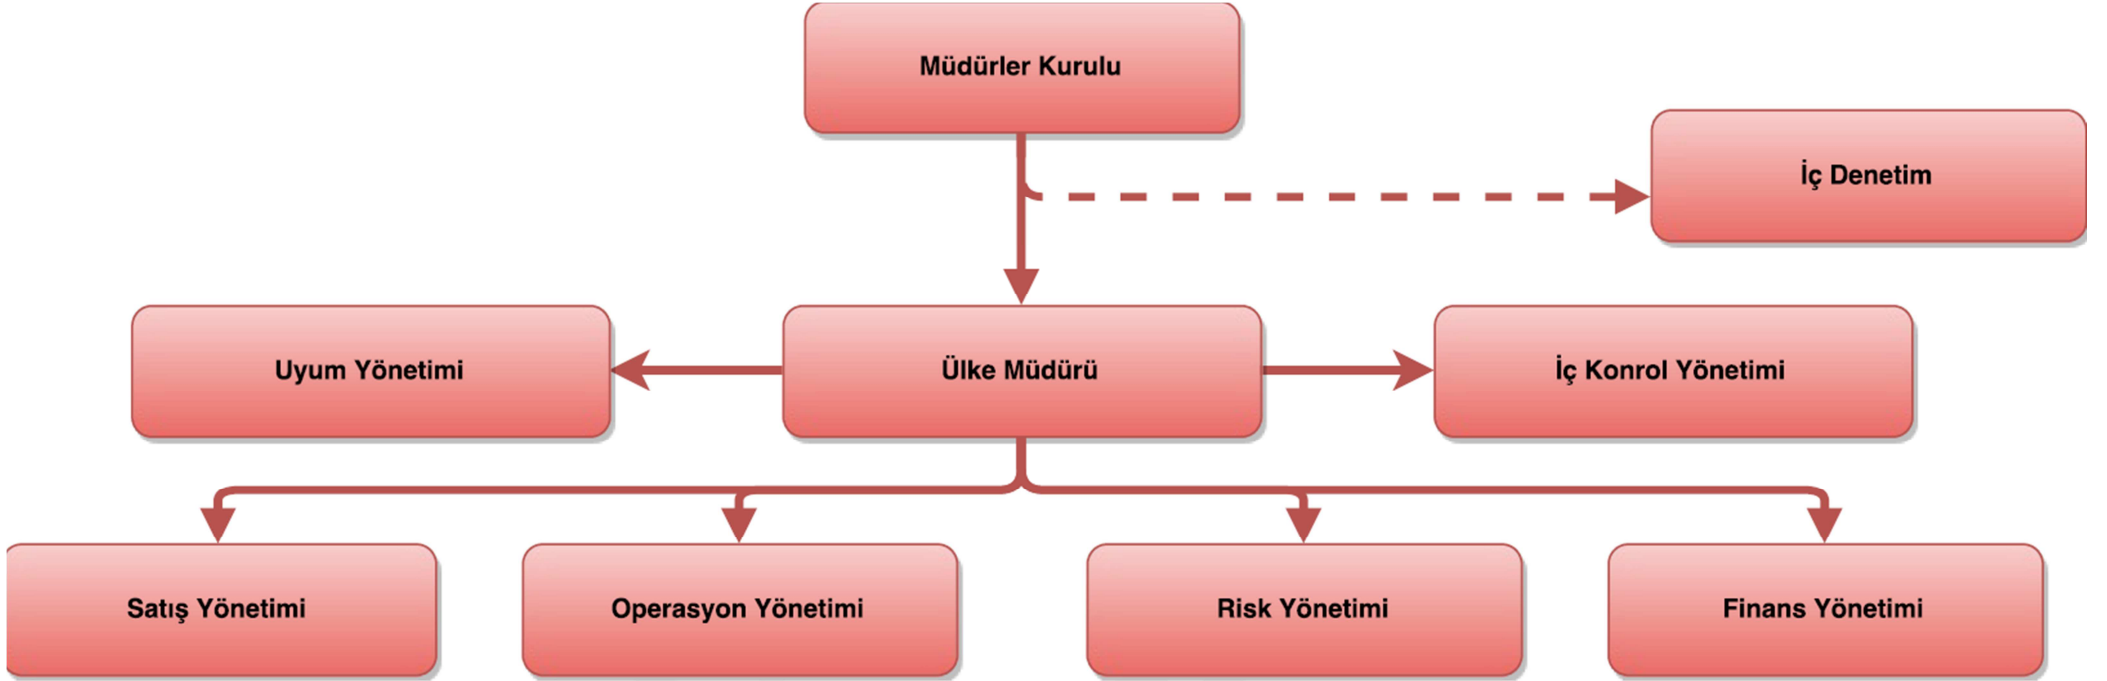 Müdürler Kurulu
İç Denetim
Uyum Yönetimi
Ülke Müdürü
İç Konrol Yönetimi
Satış Yönetimi
Operasyon Yönetimi
Risk Yönetimi
Finans Yönetimi